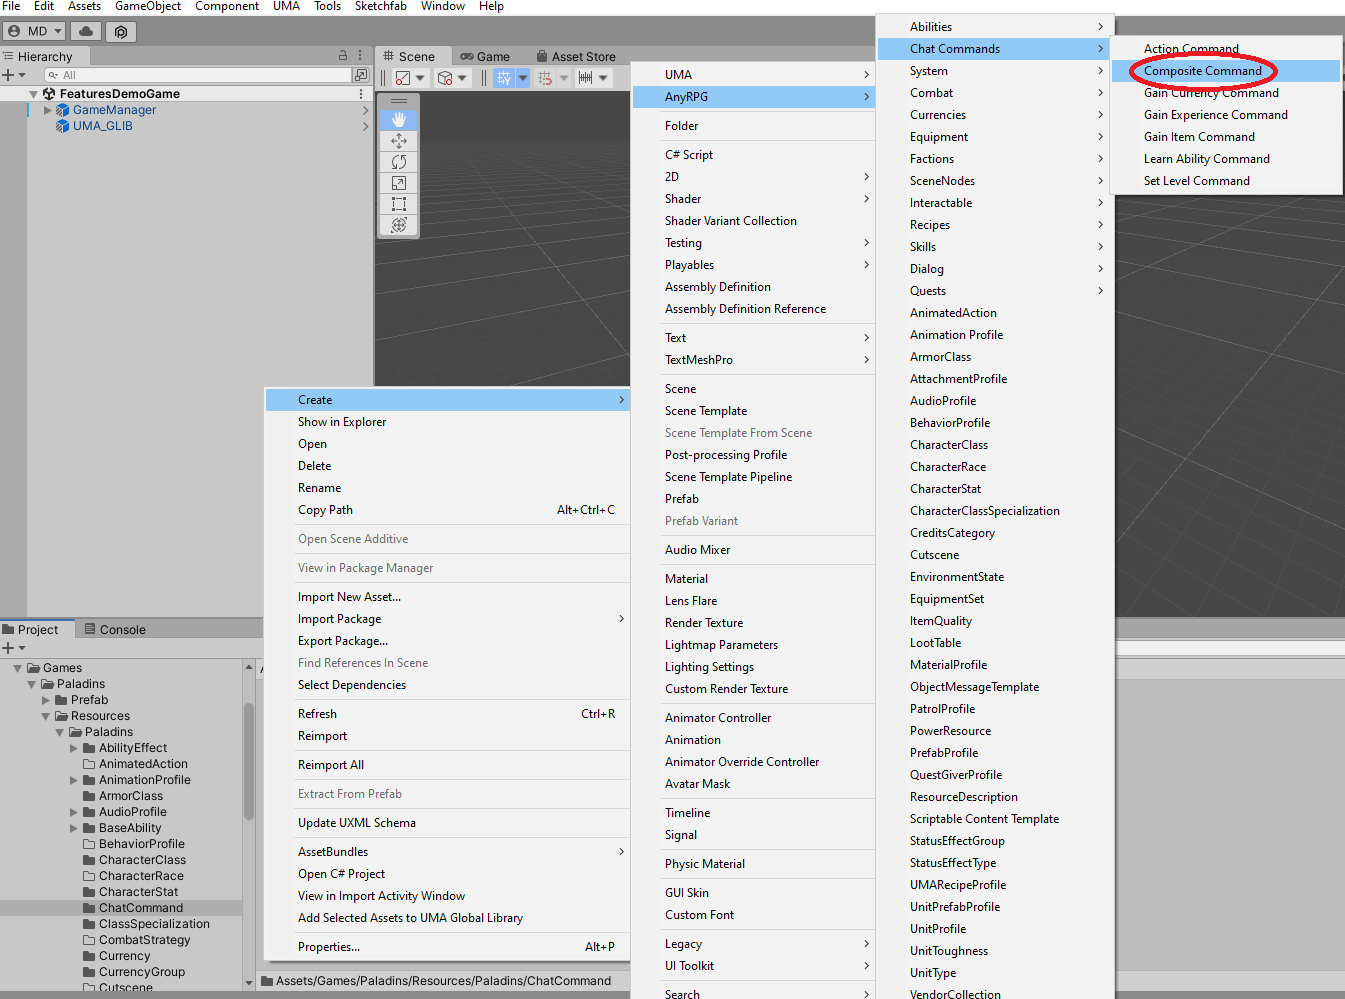 File Edit Assets GameObject Component UMA Tools Sketchfab Window Help
MD
Hierarchy
All
FeaturesDemoGame
GameManager
UMA_GLIB
Scene Game Asset Store
Create
Show in Explorer
Open
Delete
Rename
Copy Path Alt+Ctrl+C
Open Scene Additive
View in Package Manager
Import New Asset...
Import Package
Export Package...
Find References In Scene
Select Dependencies
Refresh Ctrl+R
Reimport
Reimport All
Extract From Prefab
Update UXML Schema
AssetBundles
Open C# Project
View in Import Activity Window
Add Selected Assets to UMA Global Library
Properties... Alt+P
UMA
AnyRPG
Folder
C# Script
2D
Shader
Shader Variant Collection
Testing
Playables
Assembly Definition
Assembly Definition Reference
Text
TextMeshPro
Scene
Scene Template
Scene Template From Scene
Post-processing Profile
Scene Template Pipeline
Prefab
Prefab Variant
Audio Mixer
Material
Lens Flare
Render Texture
Lightmap Parameters
Lighting Settings
Custom Render Texture
Animator Controller
Animation
Animator Override Controller
Avatar Mask
Timeline
Signal
Physic Material
GUI Skin
Custom Font
Legacy
UI Toolkit
Search
Abilities
Chat Commands
System
Combat
Currencies
Equipment
Factions
SceneNodes
Interactable
Recipes
Skills
Dialog
Quests
AnimatedAction
Animation Profile
ArmorClass
AttachmentProfile
AudioProfile
BehaviorProfile
CharacterClass
CharacterRace
CharacterStat
CharacterClassSpecialization
CreditsCategory
Cutscene
EnvironmentState
EquipmentSet
ItemQuality
LootTable
MaterialProfile
ObjectMessageTemplate
PatrolProfile
PowerResource
PrefabProfile
QuestGiverProfile
ResourceDescription
Scriptable Content Template
StatusEffectGroup
StatusEffectType
UMARecipeProfile
UnitPrefabProfile
UnitProfile
UnitToughness
UnitType
VendorCollection
Action Command
Composite Command
Gain Currency Command
Gain Experience Command
Gain Item Command
Learn Ability Command
Set Level Command
Project Console
Games
Paladins
Prefab
Resources
Paladins
AbilityEffect
AnimatedAction
AnimationProfile
ArmorClass
AudioProfile
BaseAbility
BehaviorProfile
CharacterClass
CharacterRace
CharacterStat
ChatCommand
ClassSpecialization
CombatStrategy
Currency
CurrencyGroup
Cutscene
Assets/Games/Paladins/Resources/Paladins/ChatCommand